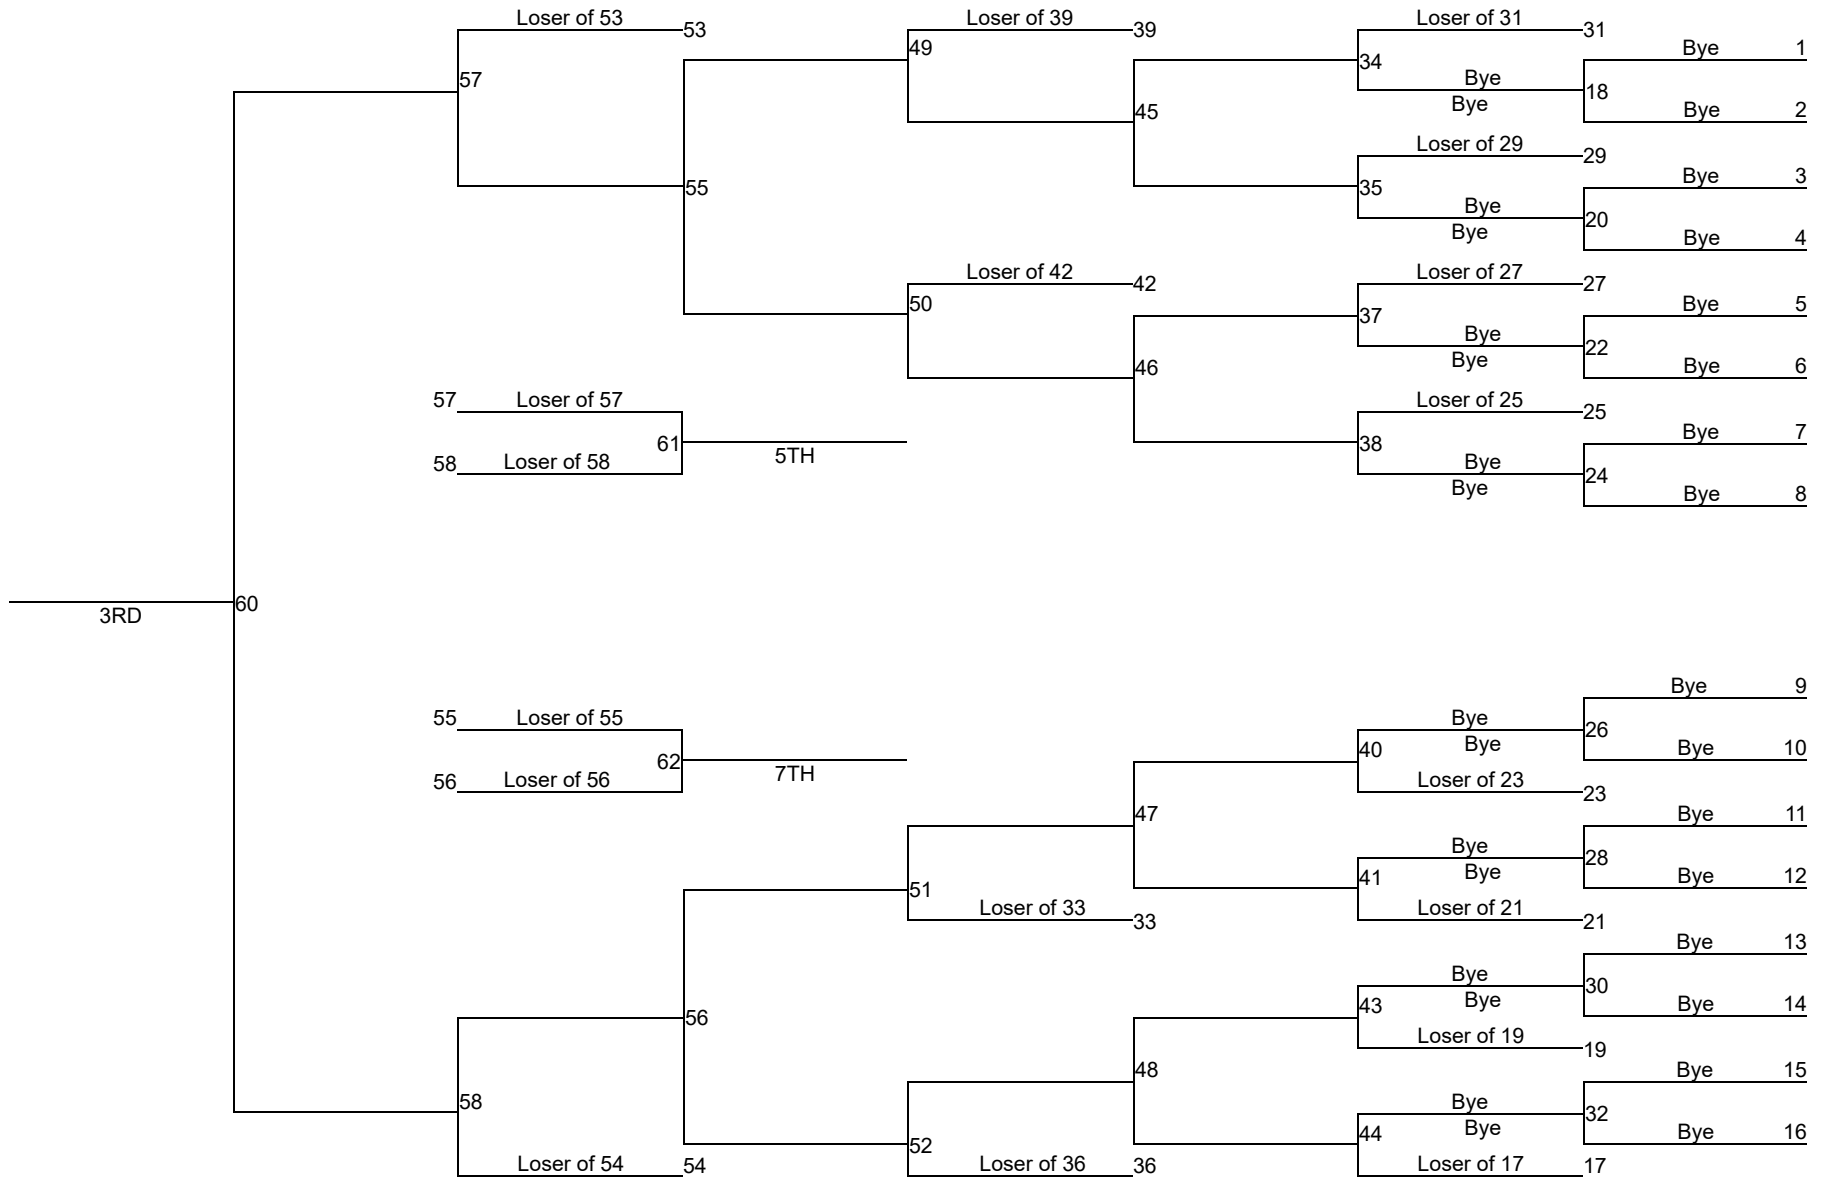 Loser of 53 53 Loser of 39 39 Loser of 31 31
57 49 34 Bye 1
Bye 18
Bye
45 Bye 2
Loser of 29 29
55 35 Bye 3
Bye 20
Bye Bye 4
Loser of 42 42 Loser of 27 27
50 37 Bye 5
Bye 22
Bye
46 Bye 6
57 Loser of 57 Loser of 25 25
61 5TH 38 Bye 7
58 Loser of 58 Bye 24
Bye Bye 8
60
3RD
Bye 9
55 Loser of 55 Bye 26
Bye
62 7TH 40 Bye 10
56 Loser of 56 Loser of 23 23
47 Bye 11
Bye 28
Bye
51 41 Bye 12
Loser of 33 33 Loser of 21 21
Bye 13
Bye 30
Bye
56 43 Bye 14
Loser of 19 19
48 Bye 15
58 Bye 32
Bye
52 44 Bye 16
Loser of 54 54 Loser of 36 36 Loser of 17 17